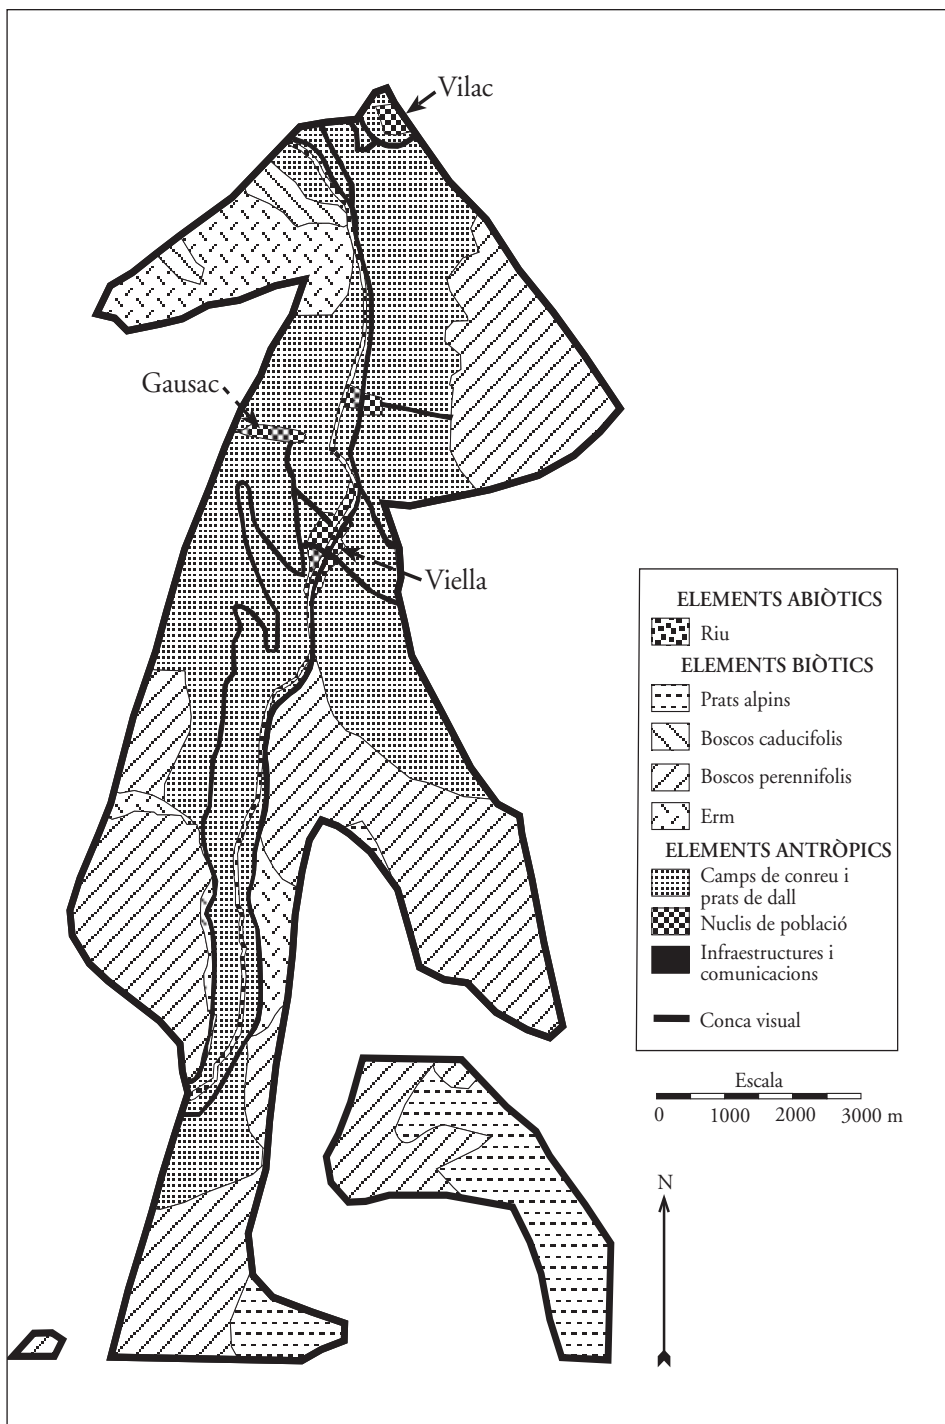 Vilac
Gausac
Viella
ELEMENTS ABIÒTICS
Riu
ELEMENTS BIÒTICS
Prats alpins
Boscos caducifolis
Boscos perennifolis
Erm
ELEMENTS ANTRÒPICS
Camps de conreu i
prats de dall
Nuclis de població
Infraestructures i
comunicacions
Conca visual
Escala
0 1000 2000 3000 m
N